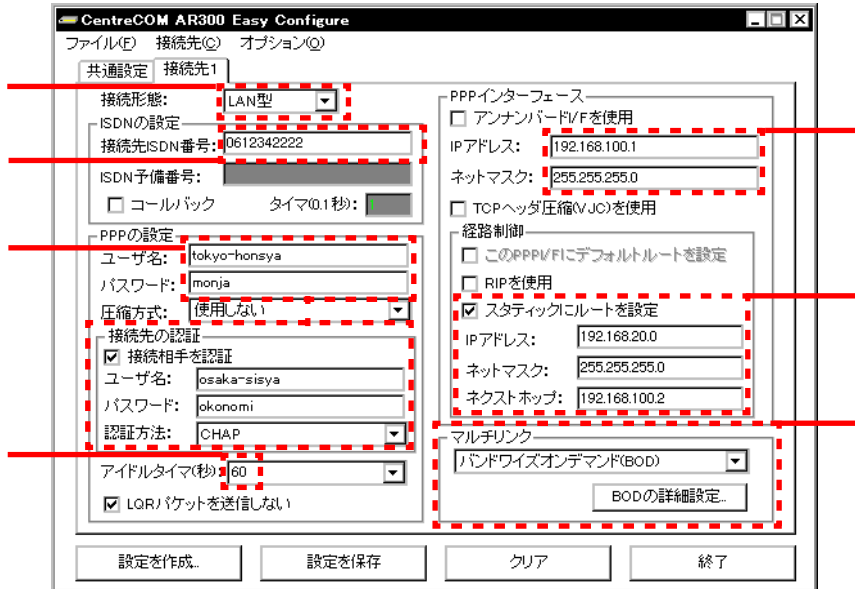 CentreCOM AR300 Easy Configure
ファイル(F) 接続先(C) オプション(O)
共通設定 接続先1
接続形態: LAN型
ISDNの設定
接続先ISDN番号: 0612342222
ISDN予備番号:
コールバック タイマ(0.1秒): 1
PPPの設定
ユーザ名: tokyo-honsya
パスワード: monja
圧縮方式: 使用しない
接続先の認証
接続相手を認証
ユーザ名: osaka-sisya
パスワード: okonomi
認証方法: CHAP
アイドルタイマ(秒): 60
LQRパケットを送信しない
PPPインターフェース
アンナンバードI/Fを使用
IPアドレス: 192.168.100.1
ネットマスク: 255.255.255.0
TCPヘッダ圧縮(VJC)を使用
経路制御
このPPPI/Fにデフォルトルートを設定
RIPを使用
スタティックにルートを設定
IPアドレス: 192.168.20.0
ネットマスク: 255.255.255.0
ネクストホップ: 192.168.100.2
マルチリンク
バンドワイズオンデマンド(BOD)
BODの詳細設定...
設定を作成... 設定を保存 クリア 終了